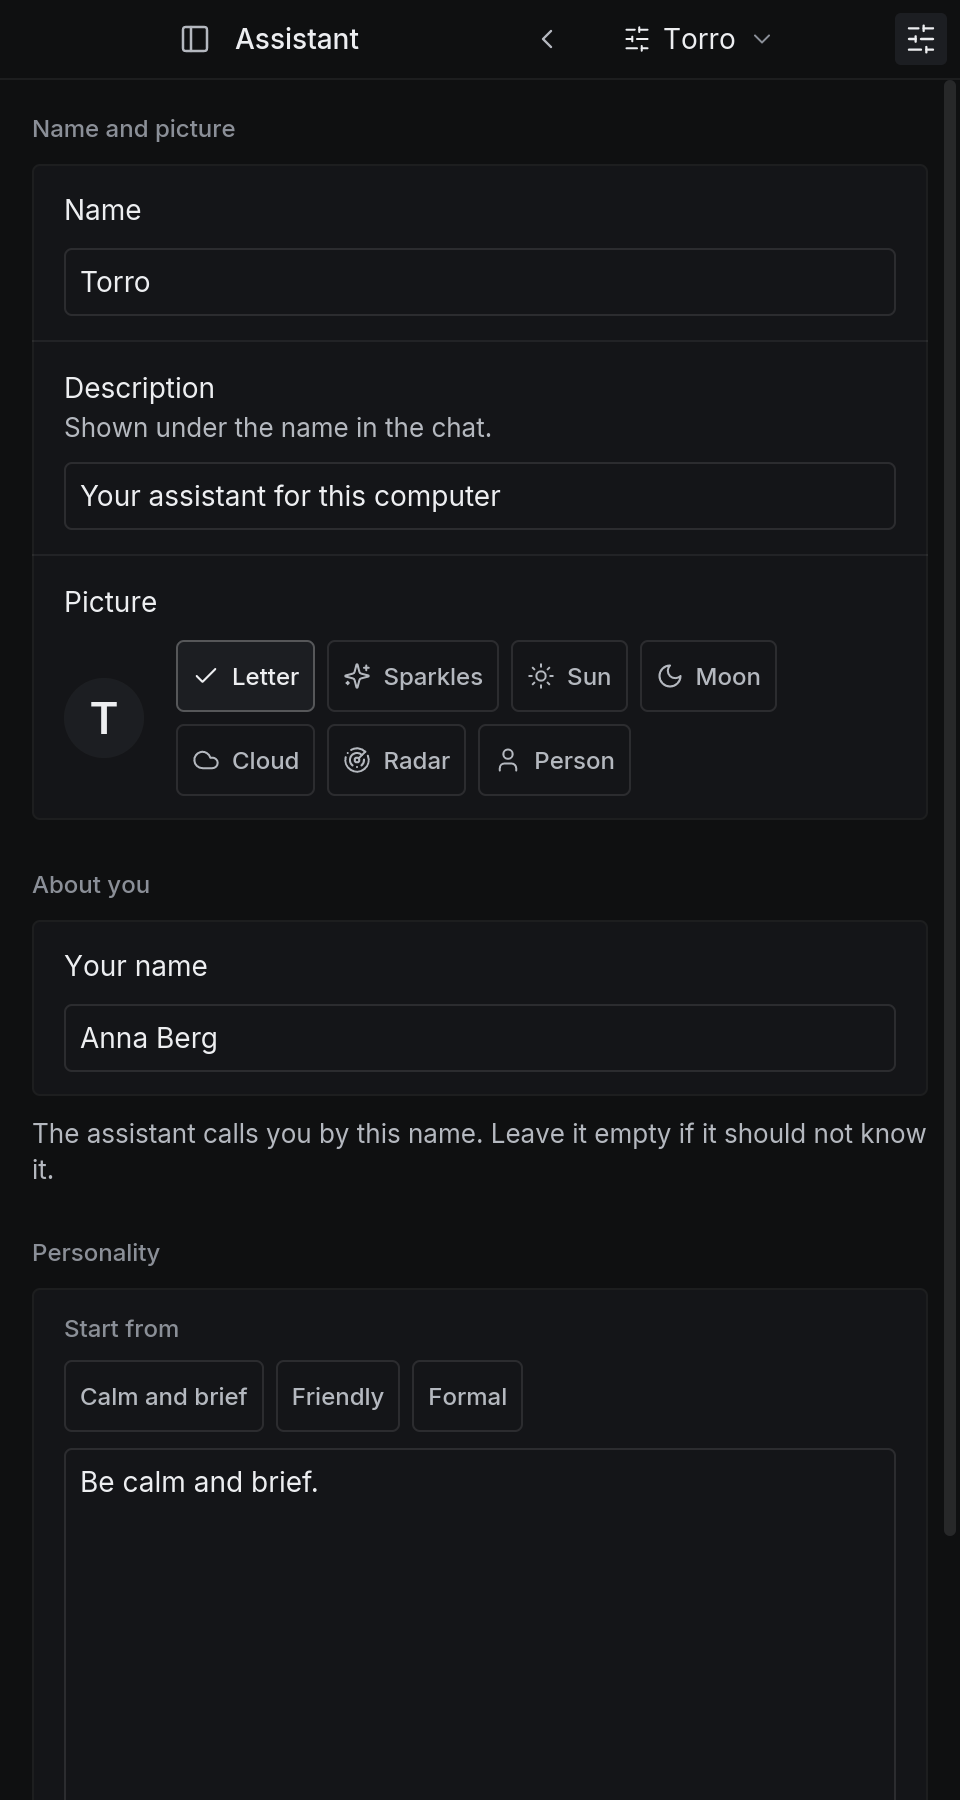 Assistant
Torro
Name and picture
Name
Torro
Description
Shown under the name in the chat.
Your assistant for this computer
Picture
T
Letter
Sparkles
Sun
Moon
Cloud
Radar
Person
About you
Your name
Anna Berg
The assistant calls you by this name. Leave it empty if it should not know
it.
Personality
Start from
Calm and brief
Friendly
Formal
Be calm and brief.